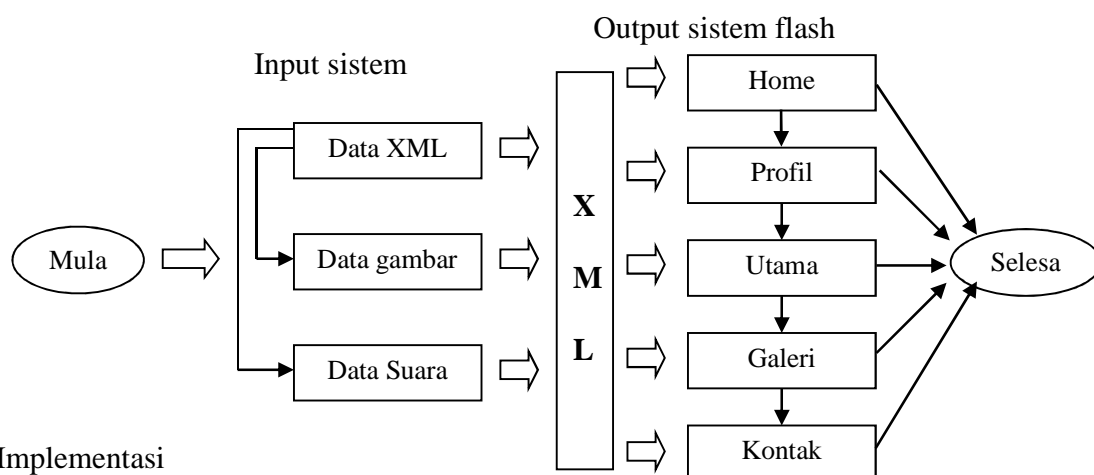 Output sistem flash
Input sistem
Home
Data XML
Profil
X
Mula
Data gambar
M
Utama
Selesa
Data Suara
L
Galeri
Kontak
Implementasi